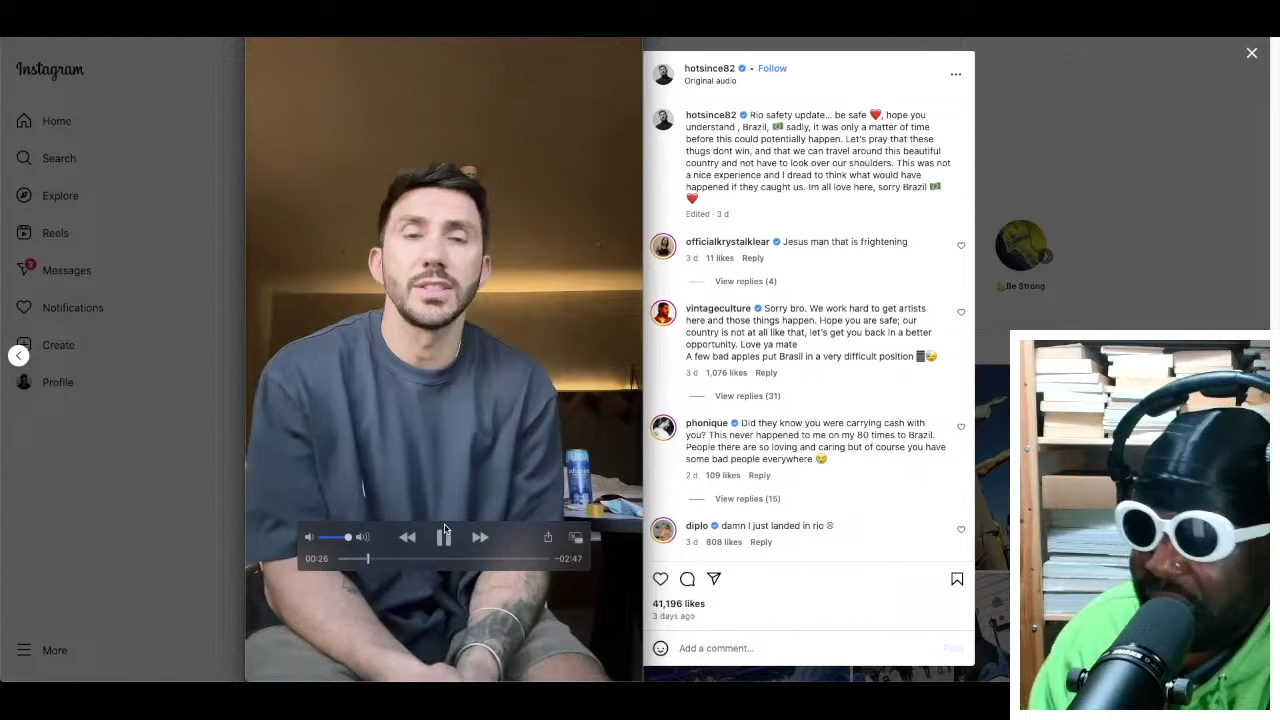 Instagram
Home
Search
Explore
Reels
3
Messages
Notifications
Create
Profile
More
00:26
-02:47
hotsince82 • Follow
Original audio
hotsince82 Rio safety update... be safe ❤️, hope you
understand , Brazil, 🇧🇷 sadly, it was only a matter of time
before this could potentially happen. Let's pray that these
thugs dont win, and that we can travel around this beautiful
country and not have to look over our shoulders. This was not
a nice experience and I dread to think what would have
happened if they caught us. Im all love here, sorry Brazil 🇧🇷
❤️
Edited · 3 d
officialkrystalklear Jesus man that is frightening
3 d 11 likes Reply
View replies (4)
vintageculture Sorry bro. We work hard to get artists
here and those things happen. Hope you are safe; our
country is not at all like that, let's get you back in a better
opportunity. Love ya mate
A few bad apples put Brasil in a very difficult position
3 d 1,076 likes Reply
View replies (31)
phonique Did they know you were carrying cash with
you? This never happened to me on my 80 times to Brazil.
People there are so loving and caring but of course you have
some bad people everywhere 😢
2 d 109 likes Reply
View replies (15)
diplo damn I just landed in rio ☹
3 d 808 likes Reply
41,196 likes
3 days ago
Add a comment...
Post
Be Strong